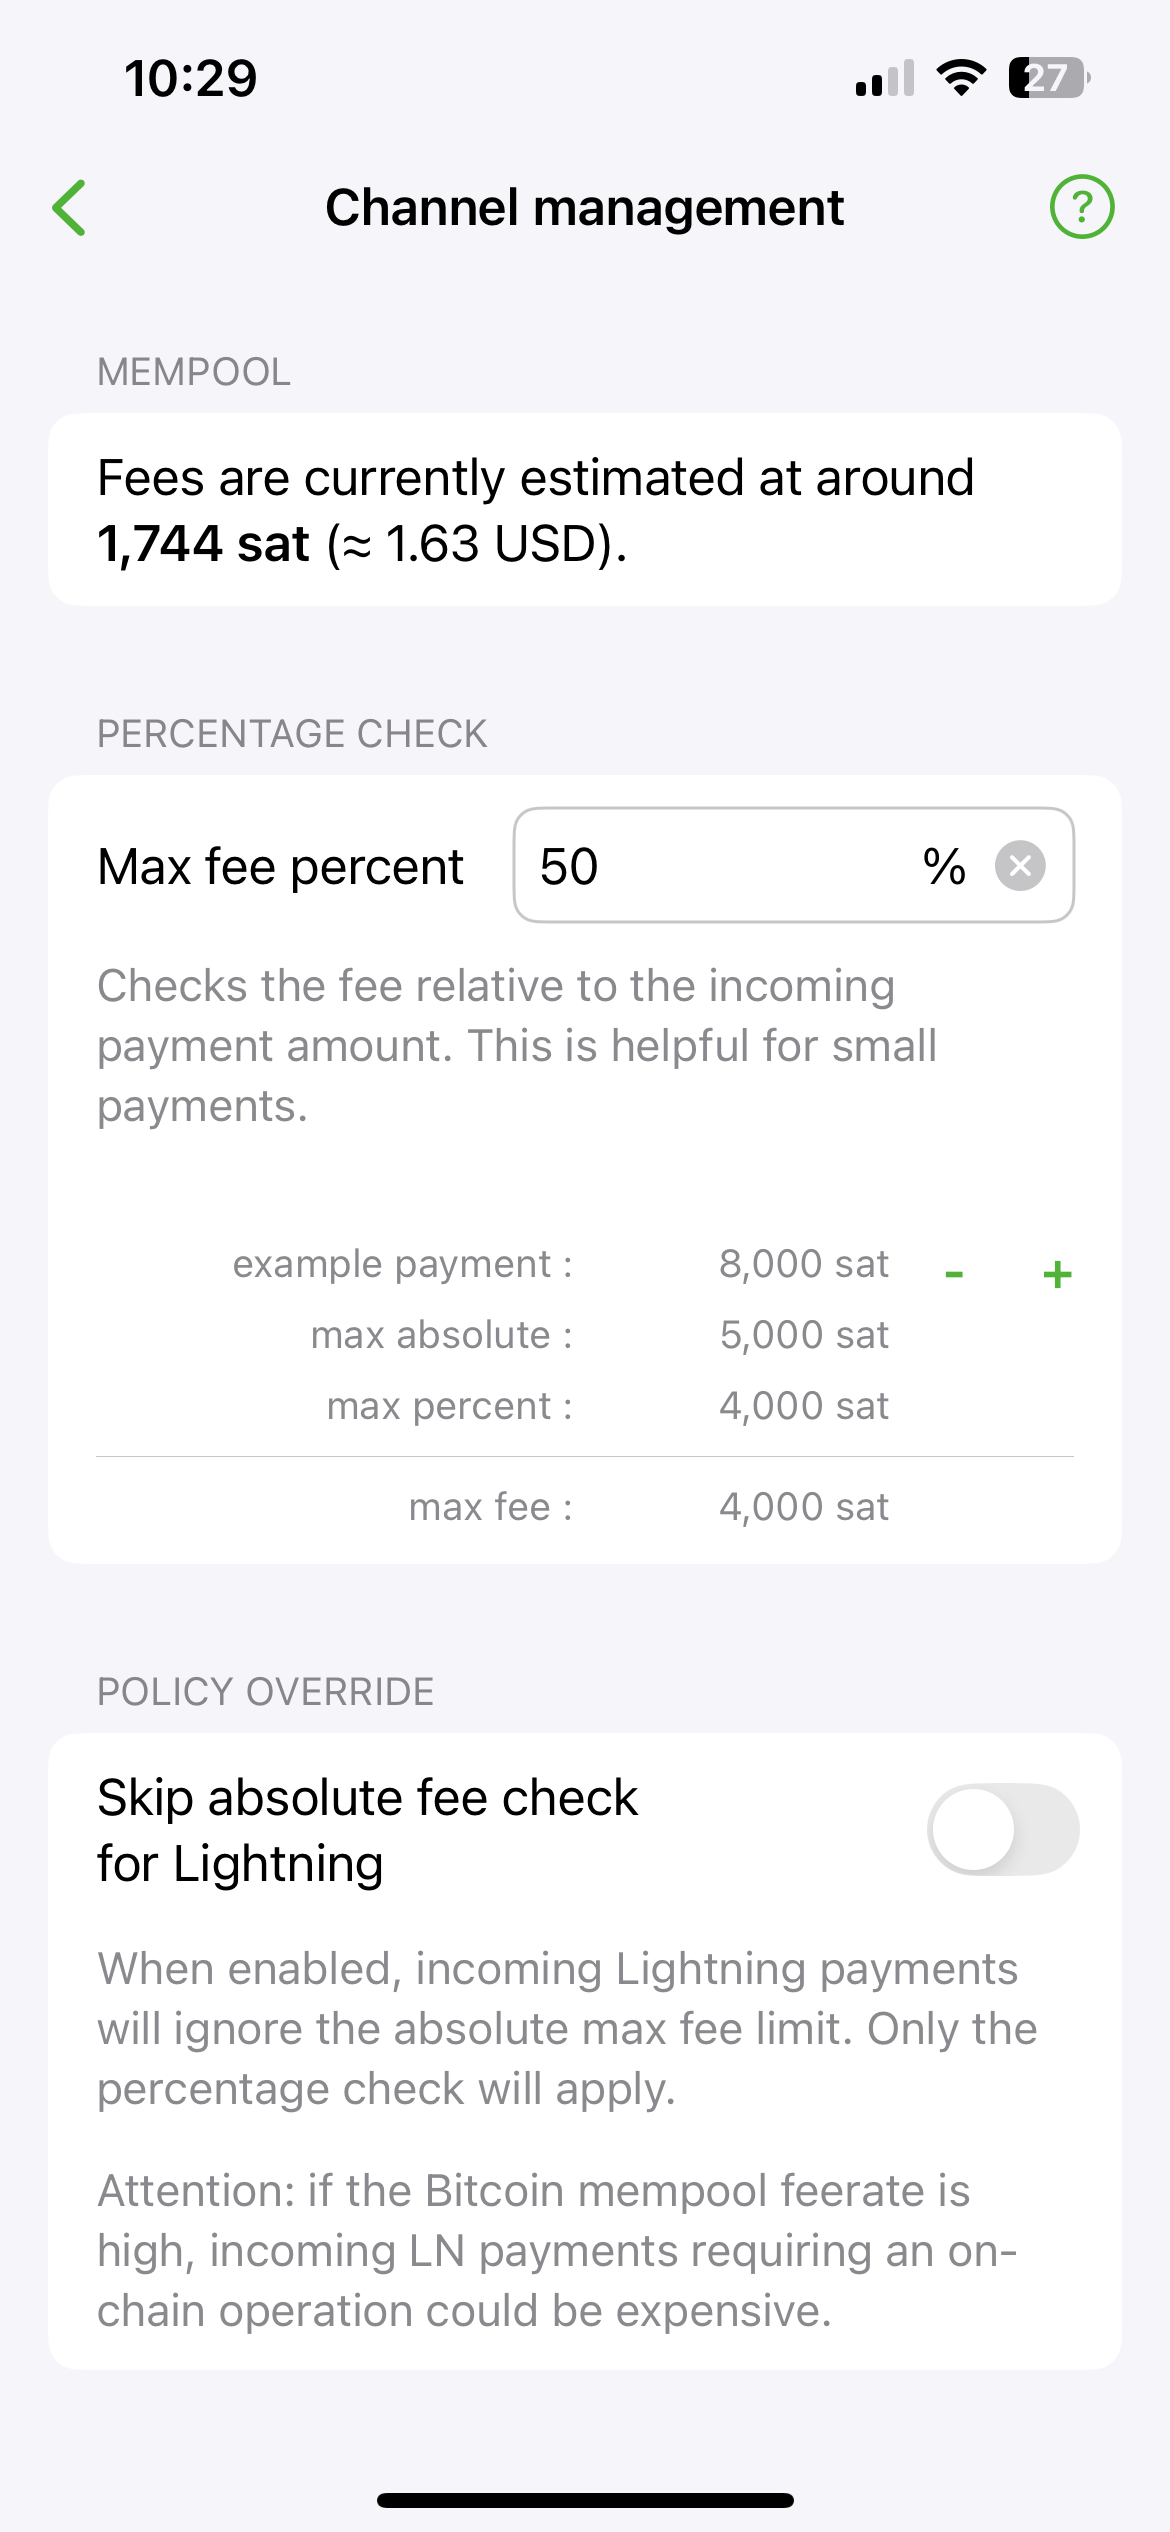 10:29
27
Channel management
?
MEMPOOL
Fees are currently estimated at around
1,744 sat (≈ 1.63 USD).
PERCENTAGE CHECK
Max fee percent 50 %
Checks the fee relative to the incoming
payment amount. This is helpful for small
payments.
example payment : 8,000 sat - +
max absolute : 5,000 sat
max percent : 4,000 sat
max fee : 4,000 sat
POLICY OVERRIDE
Skip absolute fee check
for Lightning
When enabled, incoming Lightning payments
will ignore the absolute max fee limit. Only the
percentage check will apply.
Attention: if the Bitcoin mempool feerate is
high, incoming LN payments requiring an on-
chain operation could be expensive.